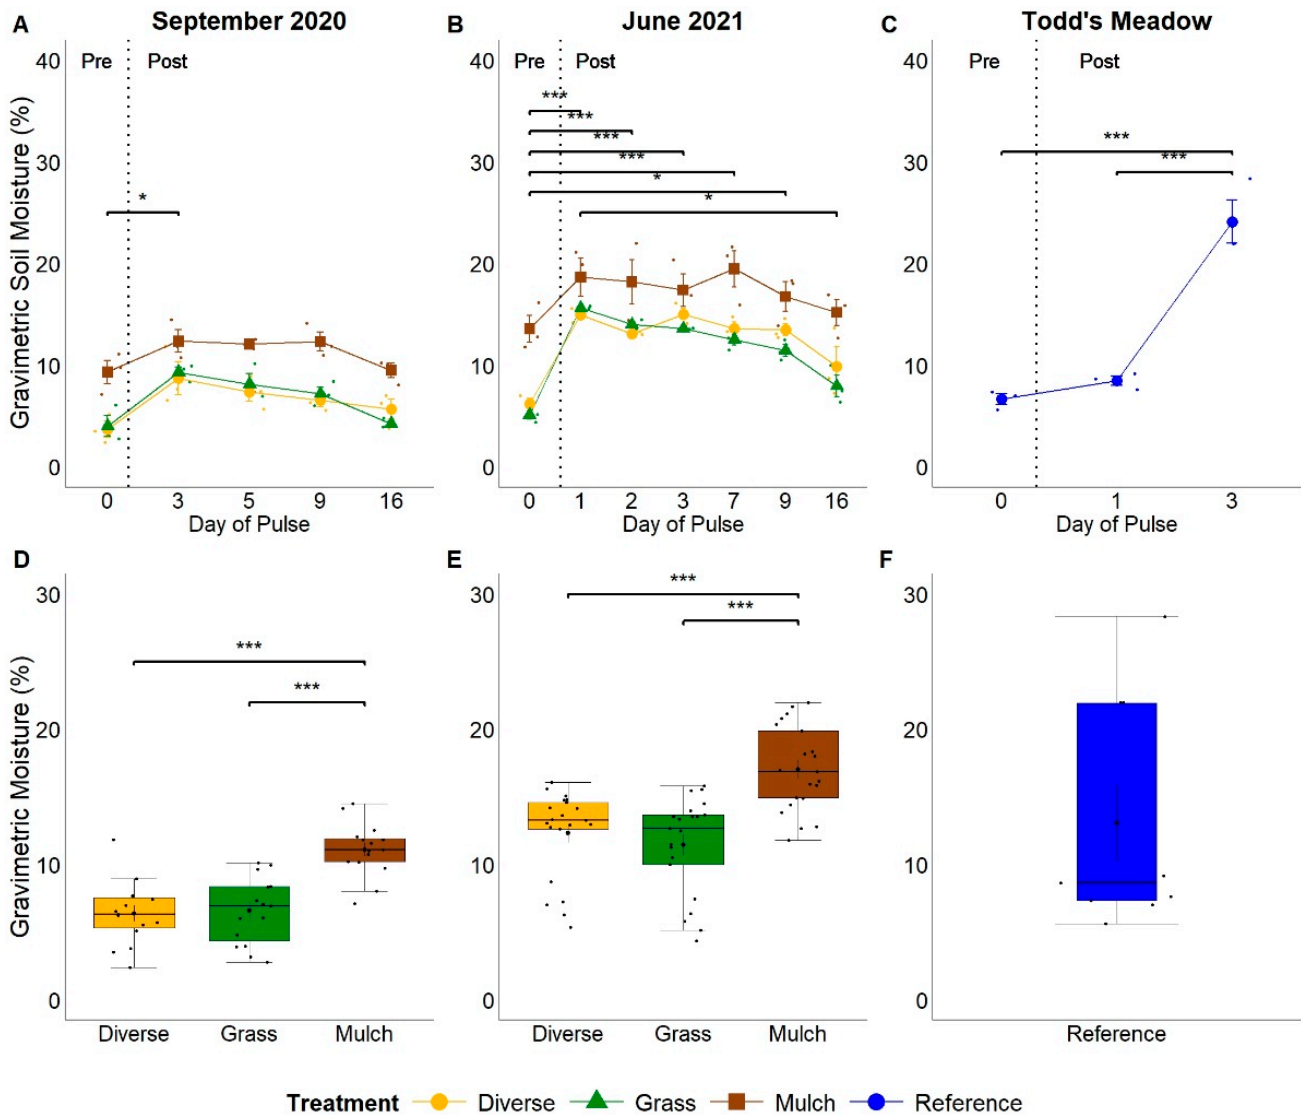 A September 2020
B June 2021
C Todd's Meadow
Gravimetric Soil Moisture (%)
40
30
20
10
0
Pre Post
*
0 3 5 9 16
Day of Pulse
40
30
20
10
0
Pre Post
***
***
***
***
*
*
0 1 2 3 7 9 16
Day of Pulse
40
30
20
10
0
Pre Post
***
***
0 1 3
Day of Pulse
D
Gravimetric Moisture (%)
30
20
10
0
***
***
Diverse Grass Mulch
E
30
20
10
0
***
***
Diverse Grass Mulch
F
30
20
10
0
Reference
Treatment Diverse Grass Mulch Reference